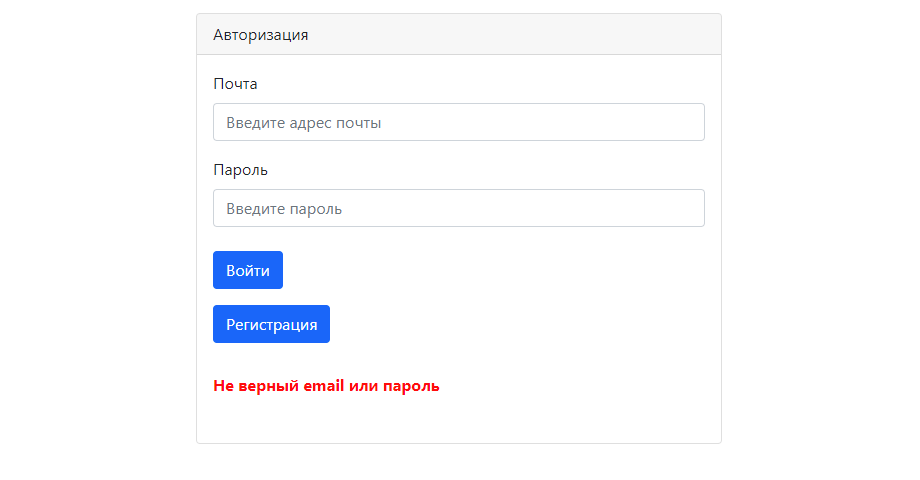 Авторизация
Почта
Введите адрес почты
Пароль
Введите пароль
Войти
Регистрация
Не верный email или пароль